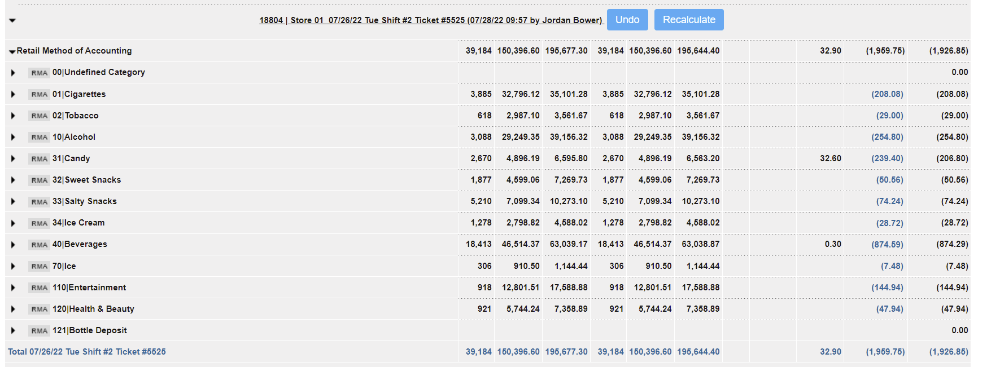 18804 | Store 01 07/26/22 Tue Shift #2 Ticket #5525 (07/28/22 09:57 by Jordan Bower) Undo Recalculate
Retail Method of Accounting 39,184 150,396.60 195,677.30 39,184 150,396.60 195,644.40 32.90 (1,959.75) (1,926.85)
RMA 00|Undefined Category 0.00
RMA 01|Cigarettes 3,885 32,796.12 35,101.28 3,885 32,796.12 35,101.28 (208.08) (208.08)
RMA 02|Tobacco 618 2,987.10 3,561.67 618 2,987.10 3,561.67 (29.00) (29.00)
RMA 10|Alcohol 3,088 29,249.35 39,156.32 3,088 29,249.35 39,156.32 (254.80) (254.80)
RMA 31|Candy 2,670 4,896.19 6,595.80 2,670 4,896.19 6,563.20 32.60 (239.40) (206.80)
RMA 32|Sweet Snacks 1,877 4,599.06 7,269.73 1,877 4,599.06 7,269.73 (50.56) (50.56)
RMA 33|Salty Snacks 5,210 7,099.34 10,273.10 5,210 7,099.34 10,273.10 (74.24) (74.24)
RMA 34|Ice Cream 1,278 2,798.82 4,588.02 1,278 2,798.82 4,588.02 (28.72) (28.72)
RMA 40|Beverages 18,413 46,514.37 63,039.17 18,413 46,514.37 63,038.87 0.30 (874.59) (874.29)
RMA 70|Ice 306 910.50 1,144.44 306 910.50 1,144.44 (7.48) (7.48)
RMA 110|Entertainment 918 12,801.51 17,588.88 918 12,801.51 17,588.88 (144.94) (144.94)
RMA 120|Health & Beauty 921 5,744.24 7,358.89 921 5,744.24 7,358.89 (47.94) (47.94)
RMA 121|Bottle Deposit 0.00
Total 07/26/22 Tue Shift #2 Ticket #5525 39,184 150,396.60 195,677.30 39,184 150,396.60 195,644.40 32.90 (1,959.75) (1,926.85)